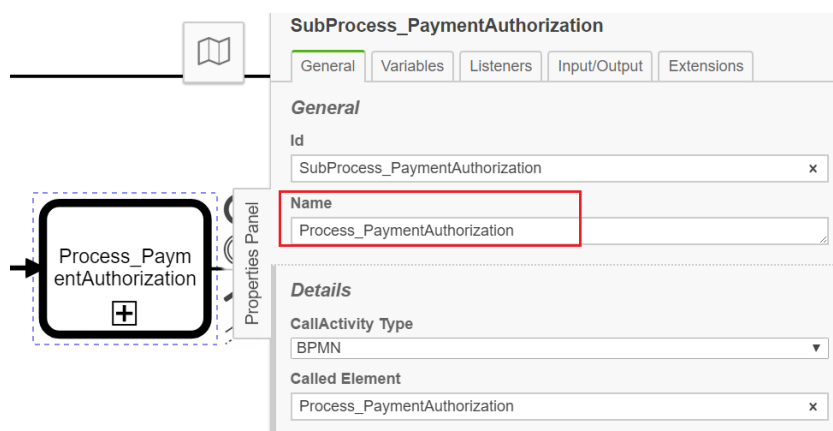 SubProcess_PaymentAuthorization
General
Variables
Listeners
Input/Output
Extensions
General
Id
SubProcess_PaymentAuthorization
x
Name
Process_PaymentAuthorization
Properties Panel
Process_Paym
entAuthorization
Details
CallActivity Type
BPMN
Called Element
Process_PaymentAuthorization
x